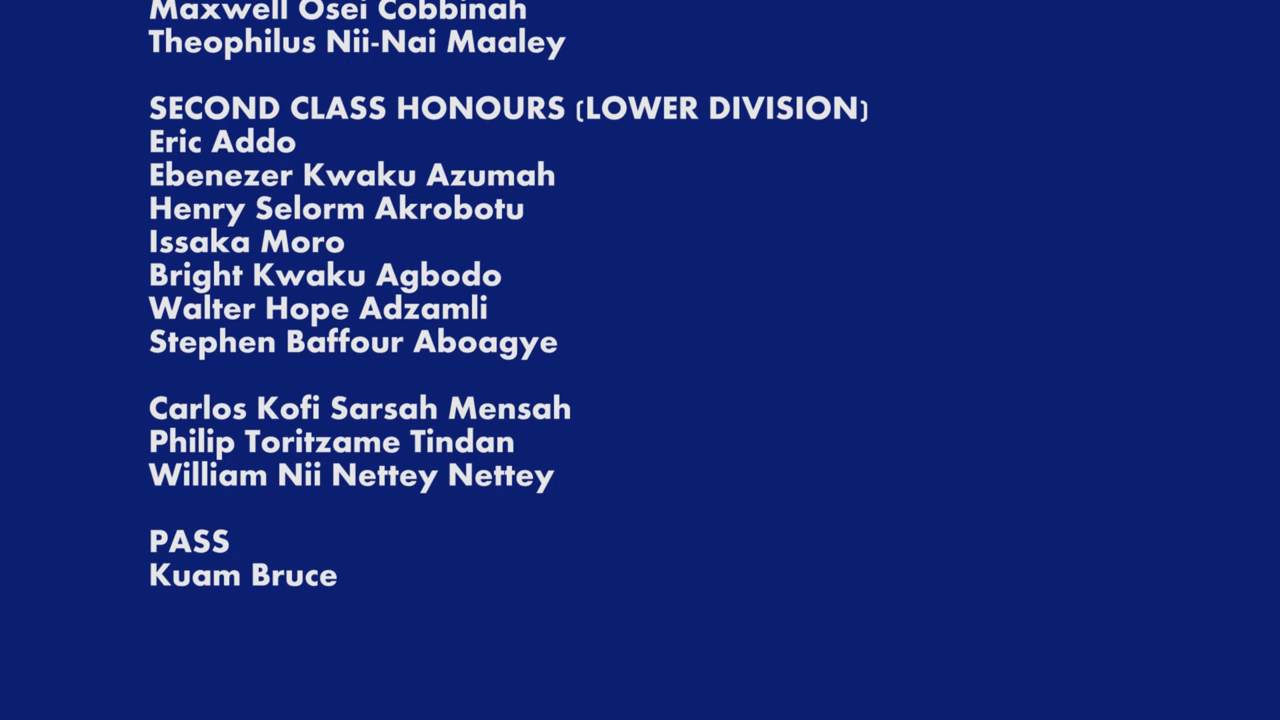 Maxwell Osei Cobbinah
Theophilus Nii-Nai Maaley
SECOND CLASS HONOURS (LOWER DIVISION)
Eric Addo
Ebenezer Kwaku Azumah
Henry Selorm Akrobotu
Issaka Moro
Bright Kwaku Agbodo
Walter Hope Adzamli
Stephen Baffour Aboagye
Carlos Kofi Sarsah Mensah
Philip Toritzame Tindan
William Nii Nettey Nettey
PASS
Kuam Bruce